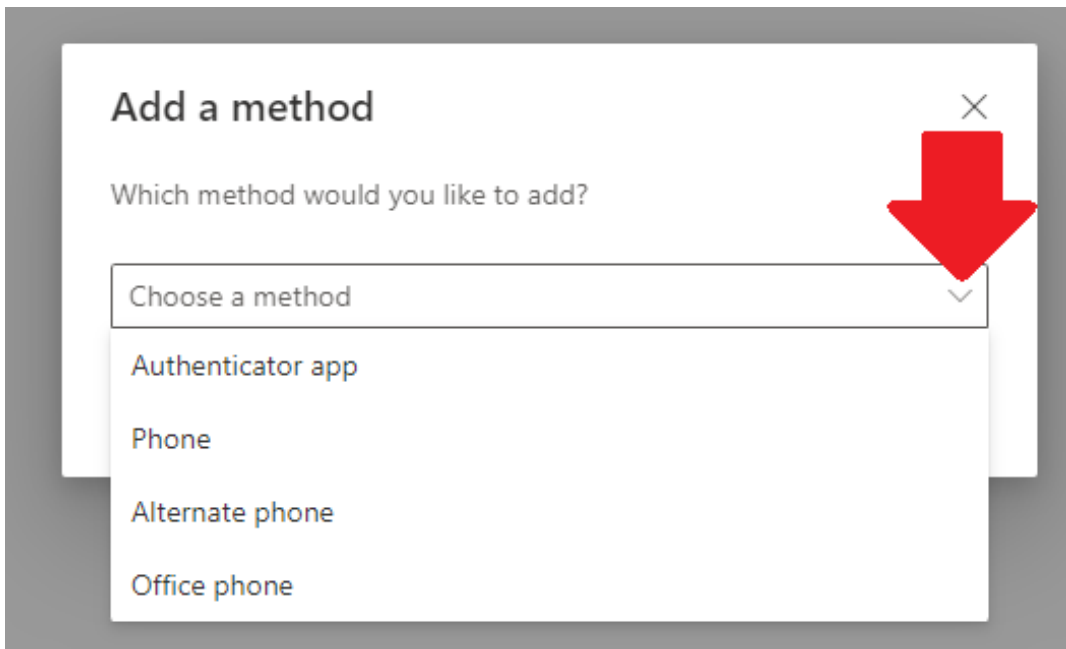 Add a method
Which method would you like to add?
Choose a method
Authenticator app
Phone
Alternate phone
Office phone